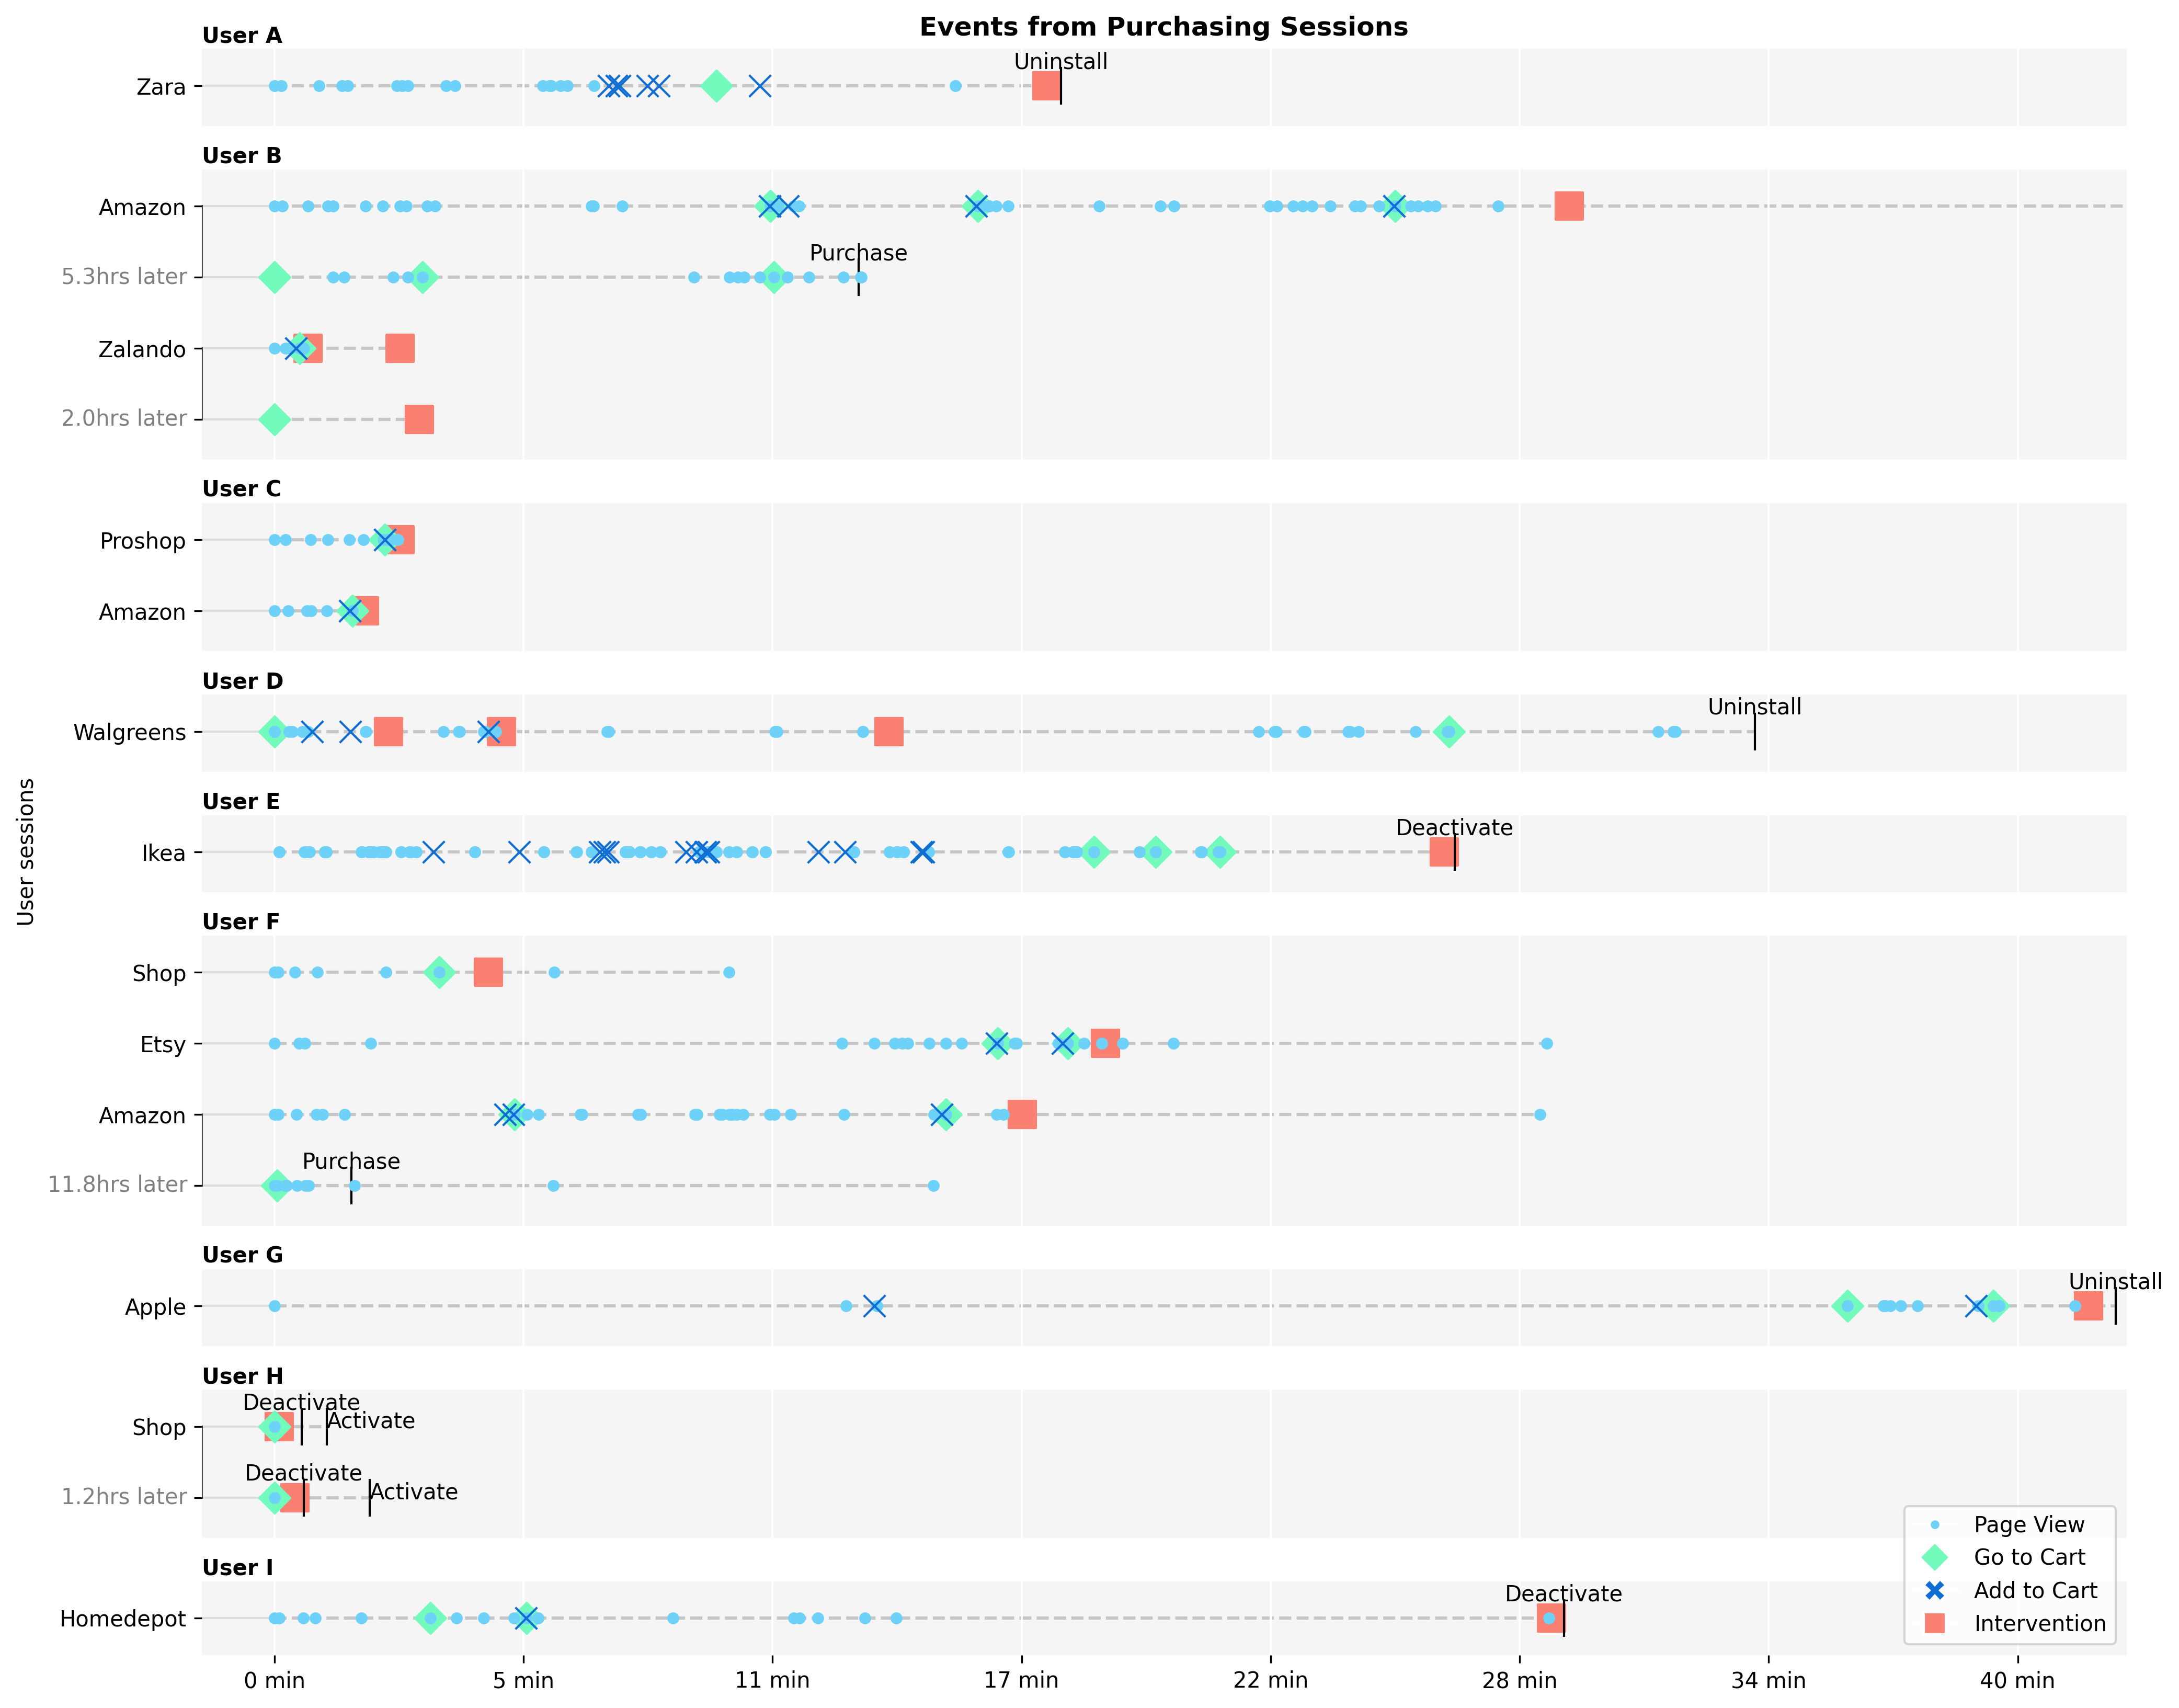 Events from Purchasing Sessions
User A
Uninstall
Zara
User B
Amazon
Purchase
5.3hrs later
Zalando
2.0hrs later
User C
Proshop
Amazon
User D
Uninstall
Walgreens
User E
Deactivate
Ikea
User F
Shop
Etsy
Amazon
Purchase
11.8hrs later
User G
Uninstall
Apple
User H
Deactivate
Activate
Shop
Deactivate
Activate
1.2hrs later
User I
Deactivate
Homedepot
User sessions
Page View
Go to Cart
Add to Cart
Intervention
0 min 5 min 11 min 17 min 22 min 28 min 34 min 40 min